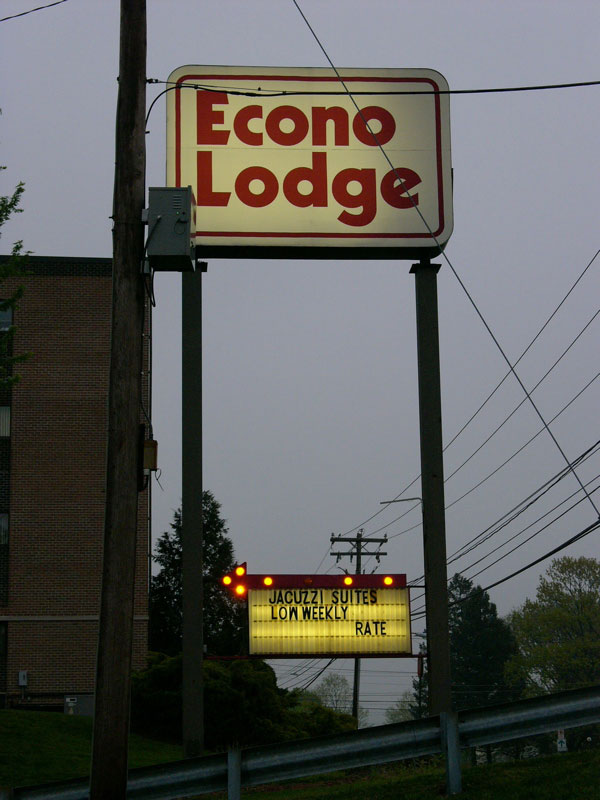 Econo
Lodge
JACUZZI SUITES
LOW WEEKLY
RATE